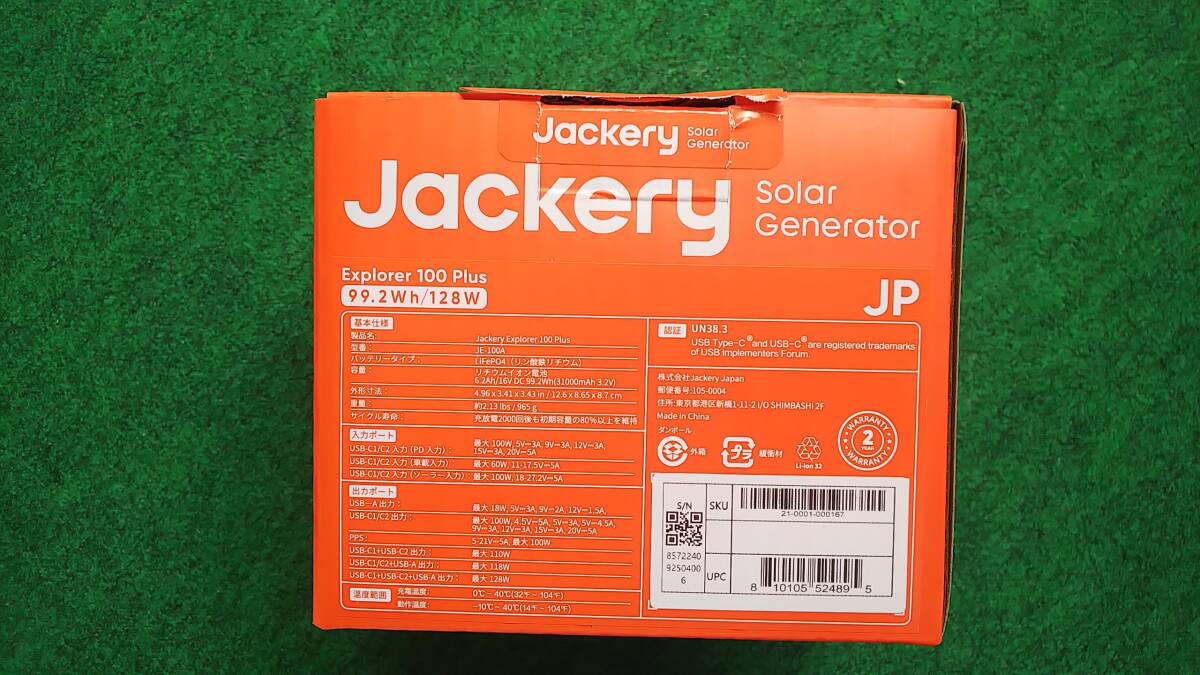 Jackery Solar Generator
Jackery Solar Generator
Explorer 100 Plus
99.2Wh/128W
JP
基本仕様
製品名: Jackery Explorer 100 Plus
型番: JE-100A
バッテリータイプ: LiFePO4（リン酸鉄リチウム）
容量: リチウムイオン電池
6.2Ah/16V DC 99.2Wh(31000mAh 3.2V)
外形寸法: 4.96 x 3.41 x 3.43 in / 12.6 x 8.65 x 8.7 cm
重量: 約2.13 lbs / 965 g
サイクル寿命: 充放電2000回後も初期容量の80%以上を維持
入力ポート
USB-C1/C2 入力（PD 入力）: 最大 100W, 5V⎓3A, 9V⎓3A, 12V⎓3A,
15V⎓3A, 20V⎓5A
USB-C1/C2 入力（車載入力）: 最大 60W, 11-17.5V⎓5A
USB-C1/C2 入力（ソーラー入力）: 最大 100W, 18-27.2V⎓5A
出力ポート
USB-A 出力: 最大 18W, 5V⎓3A, 9V⎓2A, 12V⎓1.5A,
USB-C1/C2 出力: 最大 100W, 4.5V⎓5A, 5V⎓3A, 5V⎓4.5A,
9V⎓3A, 12V⎓3A, 15V⎓3A, 20V⎓5A
PPS: 5-21V⎓5A, 最大 100W
USB-C1+USB-C2 出力: 最大 110W
USB-C1/C2+USB-A 出力: 最大 118W
USB-C1+USB-C2+USB-A 出力: 最大 128W
温度範囲
充電温度: 0℃~ 40℃(32℉~ 104℉)
動作温度: -10℃~ 40℃(14℉~ 104℉)
認証 UN38.3
USB Type-C® and USB-C® are registered trademarks
of USB Implementers Forum.
株式会社Jackery Japan
郵便番号:105-0004
住所:東京都港区新橋1-11-2 I/O SHIMBASHI 2F
Made in China
ダンボール
外箱
プラ
緩衝材
Li-ion 32
WARRANTY
2
YEAR
WARRANTY
S/N
8572240
9250400
6
SKU
21-0001-000167
UPC
8 10105 52489 5